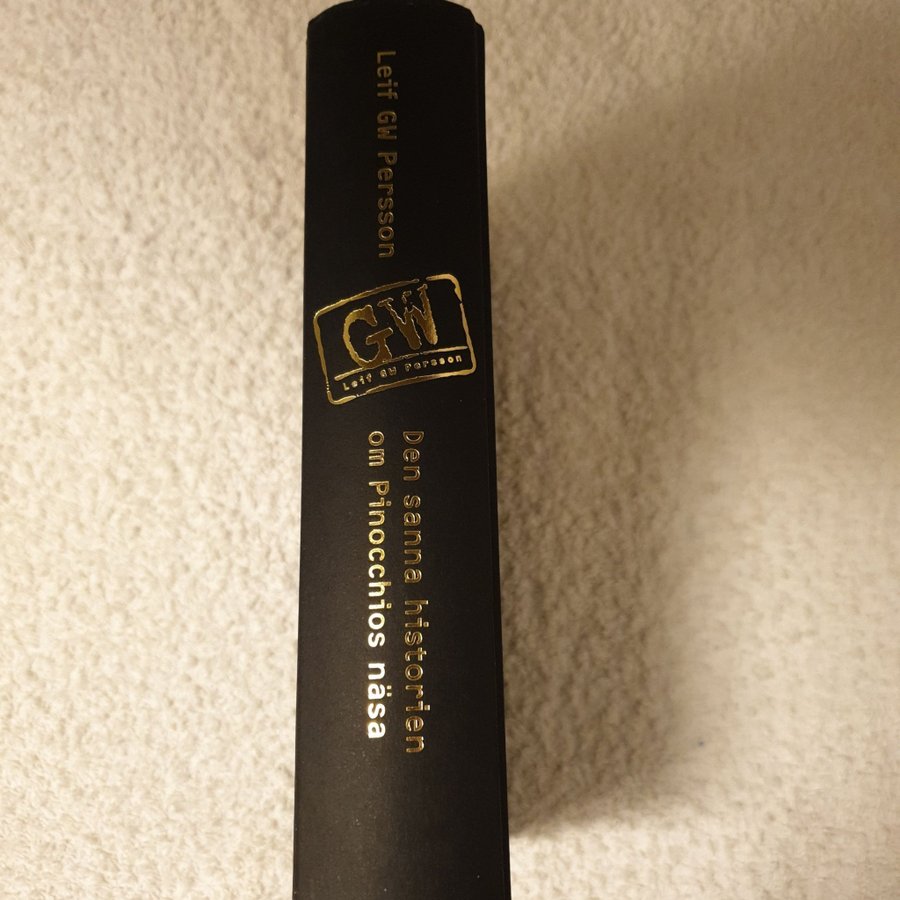 Leif GW Persson
GW
Leif GW Persson
Den sanna historien
om Pinocchios näsa